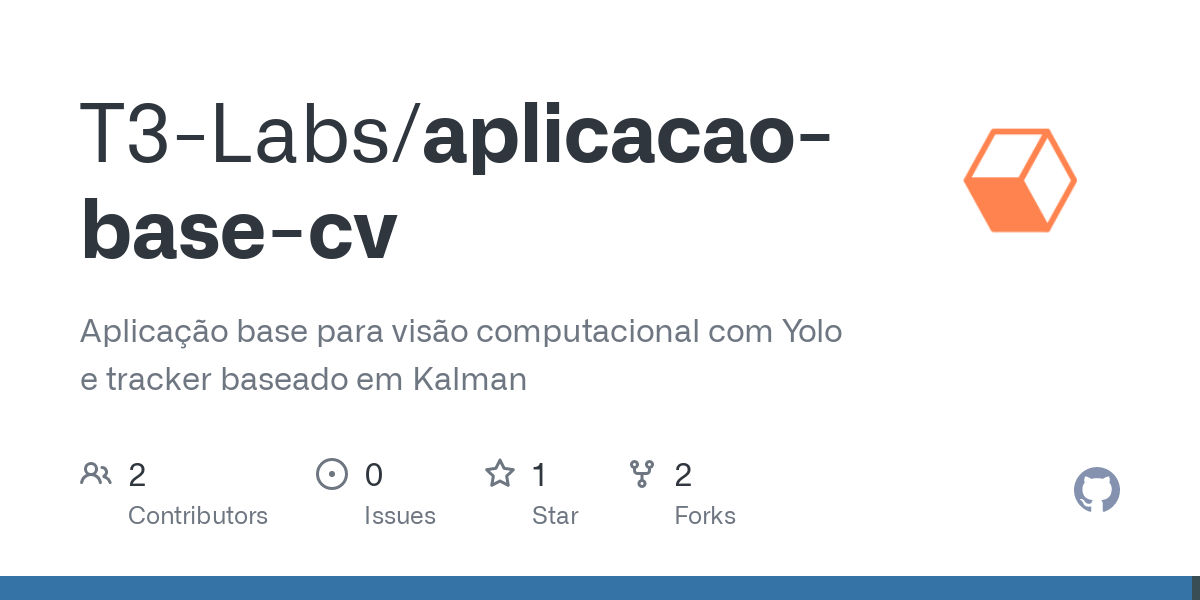 T3-Labs/aplicacao-
base-cv
Aplicação base para visão computacional com Yolo
e tracker baseado em Kalman
2 0 1 2
Contributors Issues Star Forks